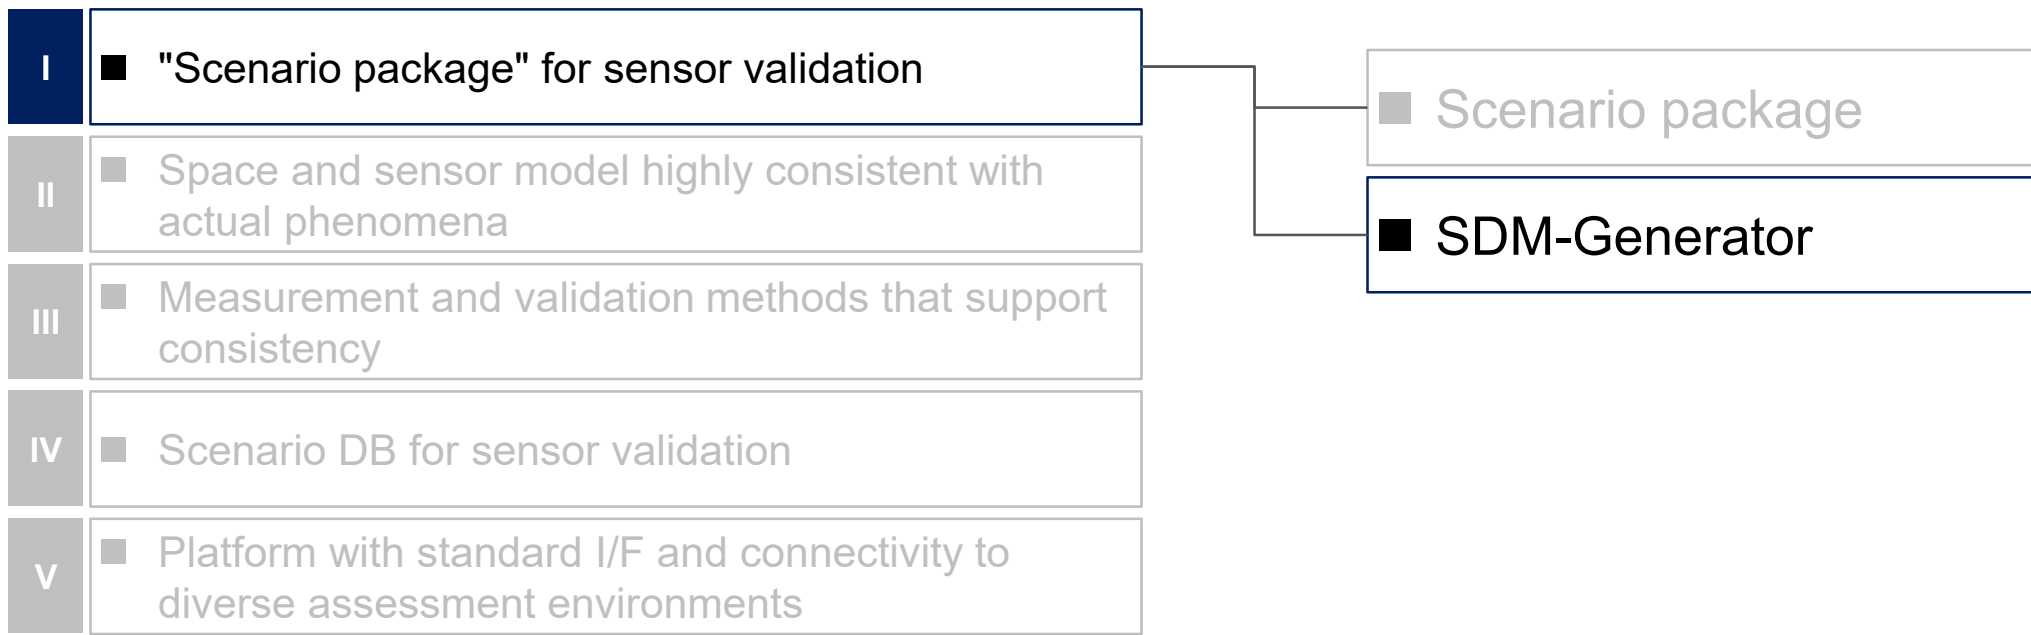 I
"Scenario package" for sensor validation
II
Space and sensor model highly consistent with
actual phenomena
III
Measurement and validation methods that support
consistency
IV
Scenario DB for sensor validation
V
Platform with standard I/F and connectivity to
diverse assessment environments
Scenario package
SDM-Generator